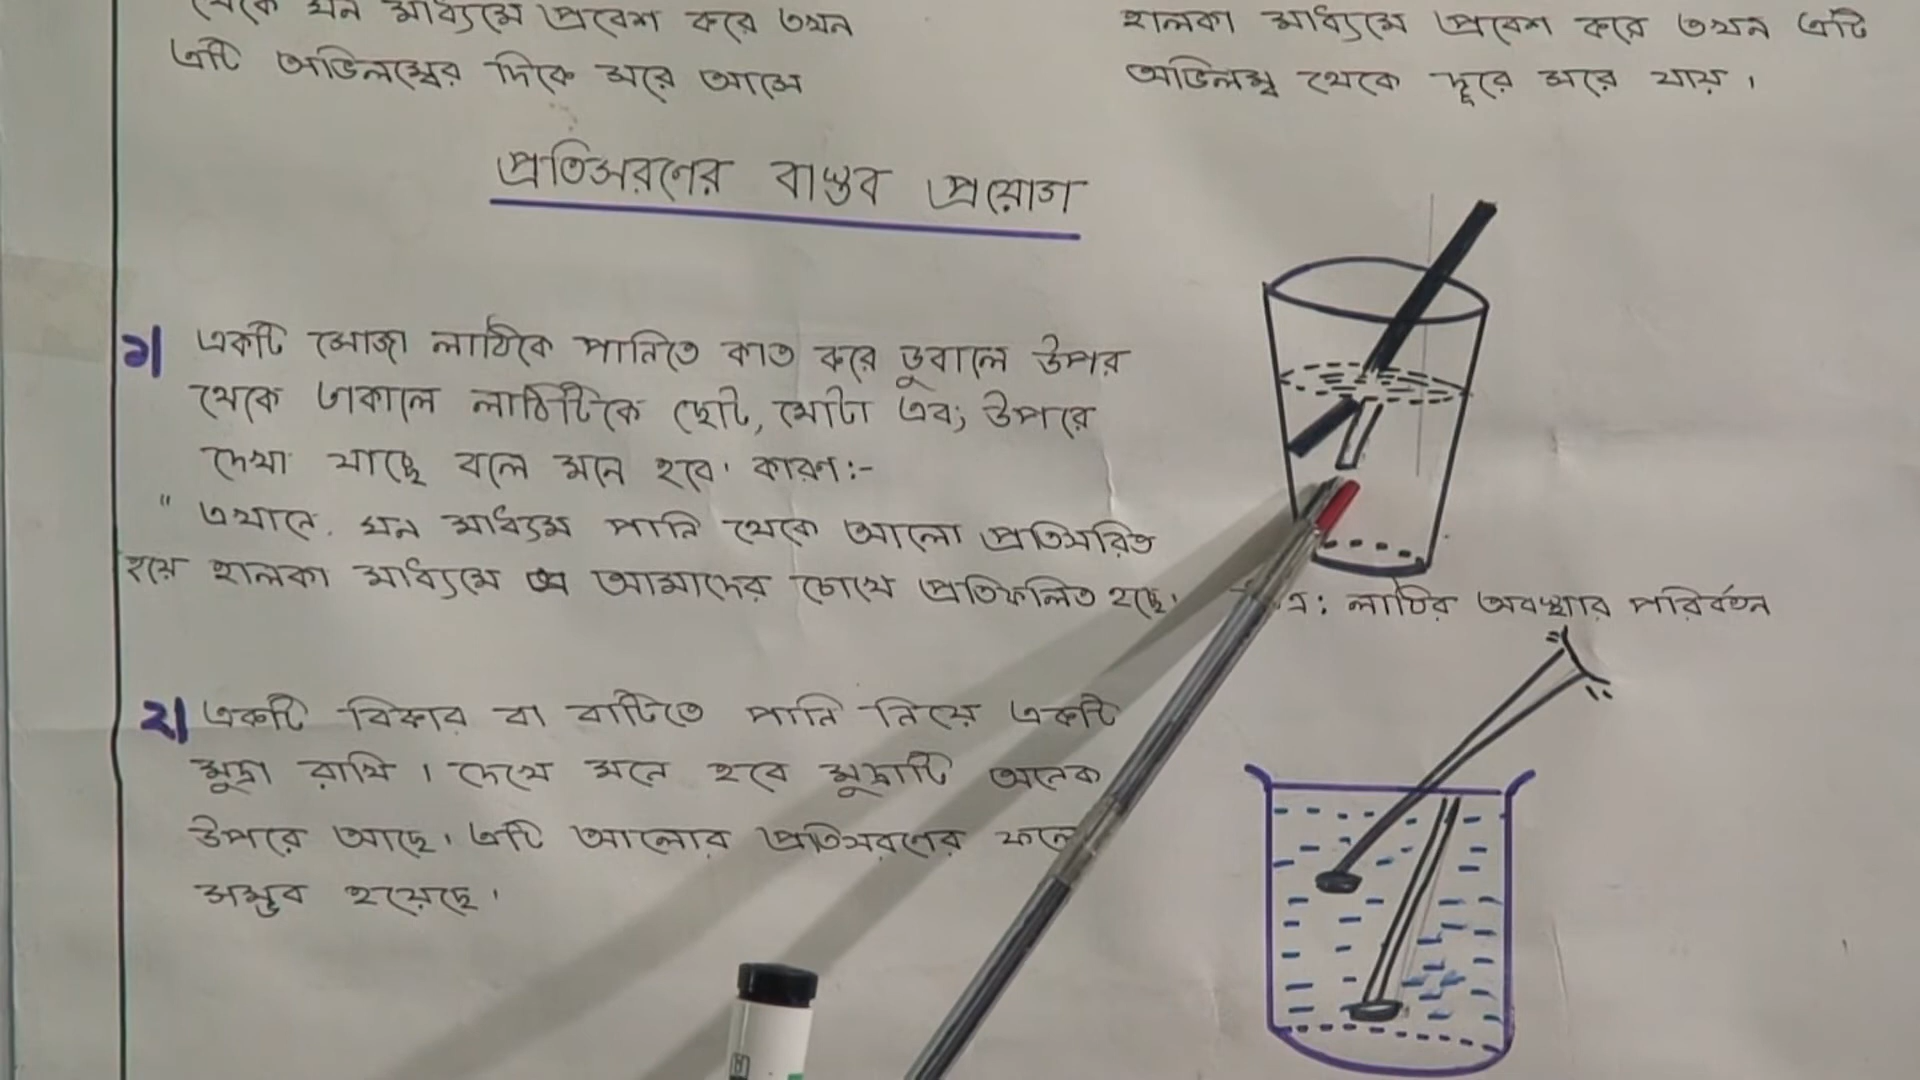 থেকে ঘন মাধ্যমে প্রবেশ করে তখন
এটি অভিলম্বের দিকে সরে আসে
হালকা মাধ্যমে প্রবেশ করে তখন এটি
অভিলম্ব থেকে দূরে সরে যায়।
প্রতিসরণের বাস্তব প্রয়োগ
১| একটি সোজা লাঠিকে পানিতে কাত করে ডুবালে উপর
থেকে তাকালে লাঠিটিকে ছোট, মোটা এবং উপরে
দেখা যাচ্ছে বলে মনে হবে। কারণ:-
" এখানে. ঘন মাধ্যম পানি থেকে আলো প্রতিসরিত
হয়ে হালকা মাধ্যমে আমাদের চোখে প্রতিফলিত হচ্ছে।
: লাঠির অবস্থার পরিবর্তন
২| একটি বিকার বা বাটিতে পানি নিয়ে একটি
মুদ্রা রাখি। দেখে মনে হবে মুদ্রাটি অনেক
উপরে আছে। এটি আলোর প্রতিসরণের ফলে
সম্ভব হয়েছে।